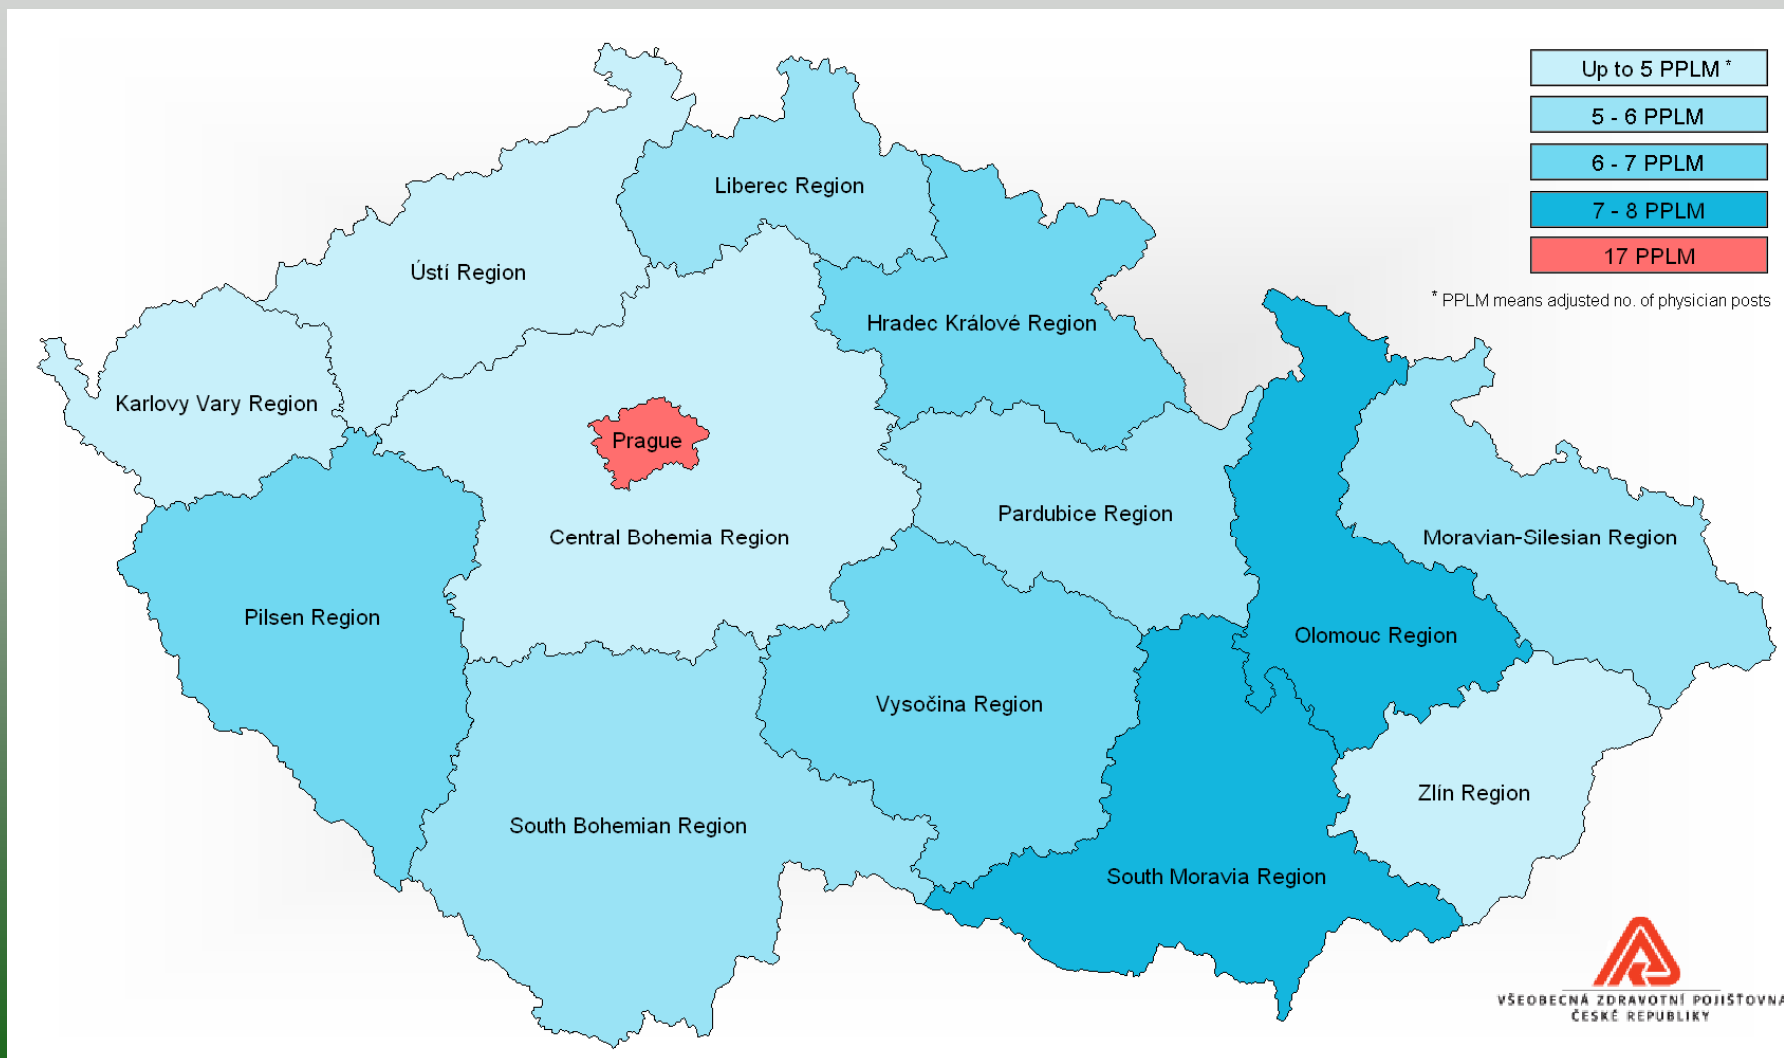 Up to 5 PPLM *
5 - 6 PPLM
6 - 7 PPLM
7 - 8 PPLM
17 PPLM
* PPLM means adjusted no. of physician posts
Liberec Region
Ústí Region
Hradec Králové Region
Karlovy Vary Region
Prague
Pardubice Region
Central Bohemia Region
Moravian-Silesian Region
Pilsen Region
Olomouc Region
Vysočina Region
Zlín Region
South Bohemian Region
South Moravia Region
VŠEOBECNÁ ZDRAVOTNÍ POJIŠŤOVNA
ČESKÉ REPUBLIKY